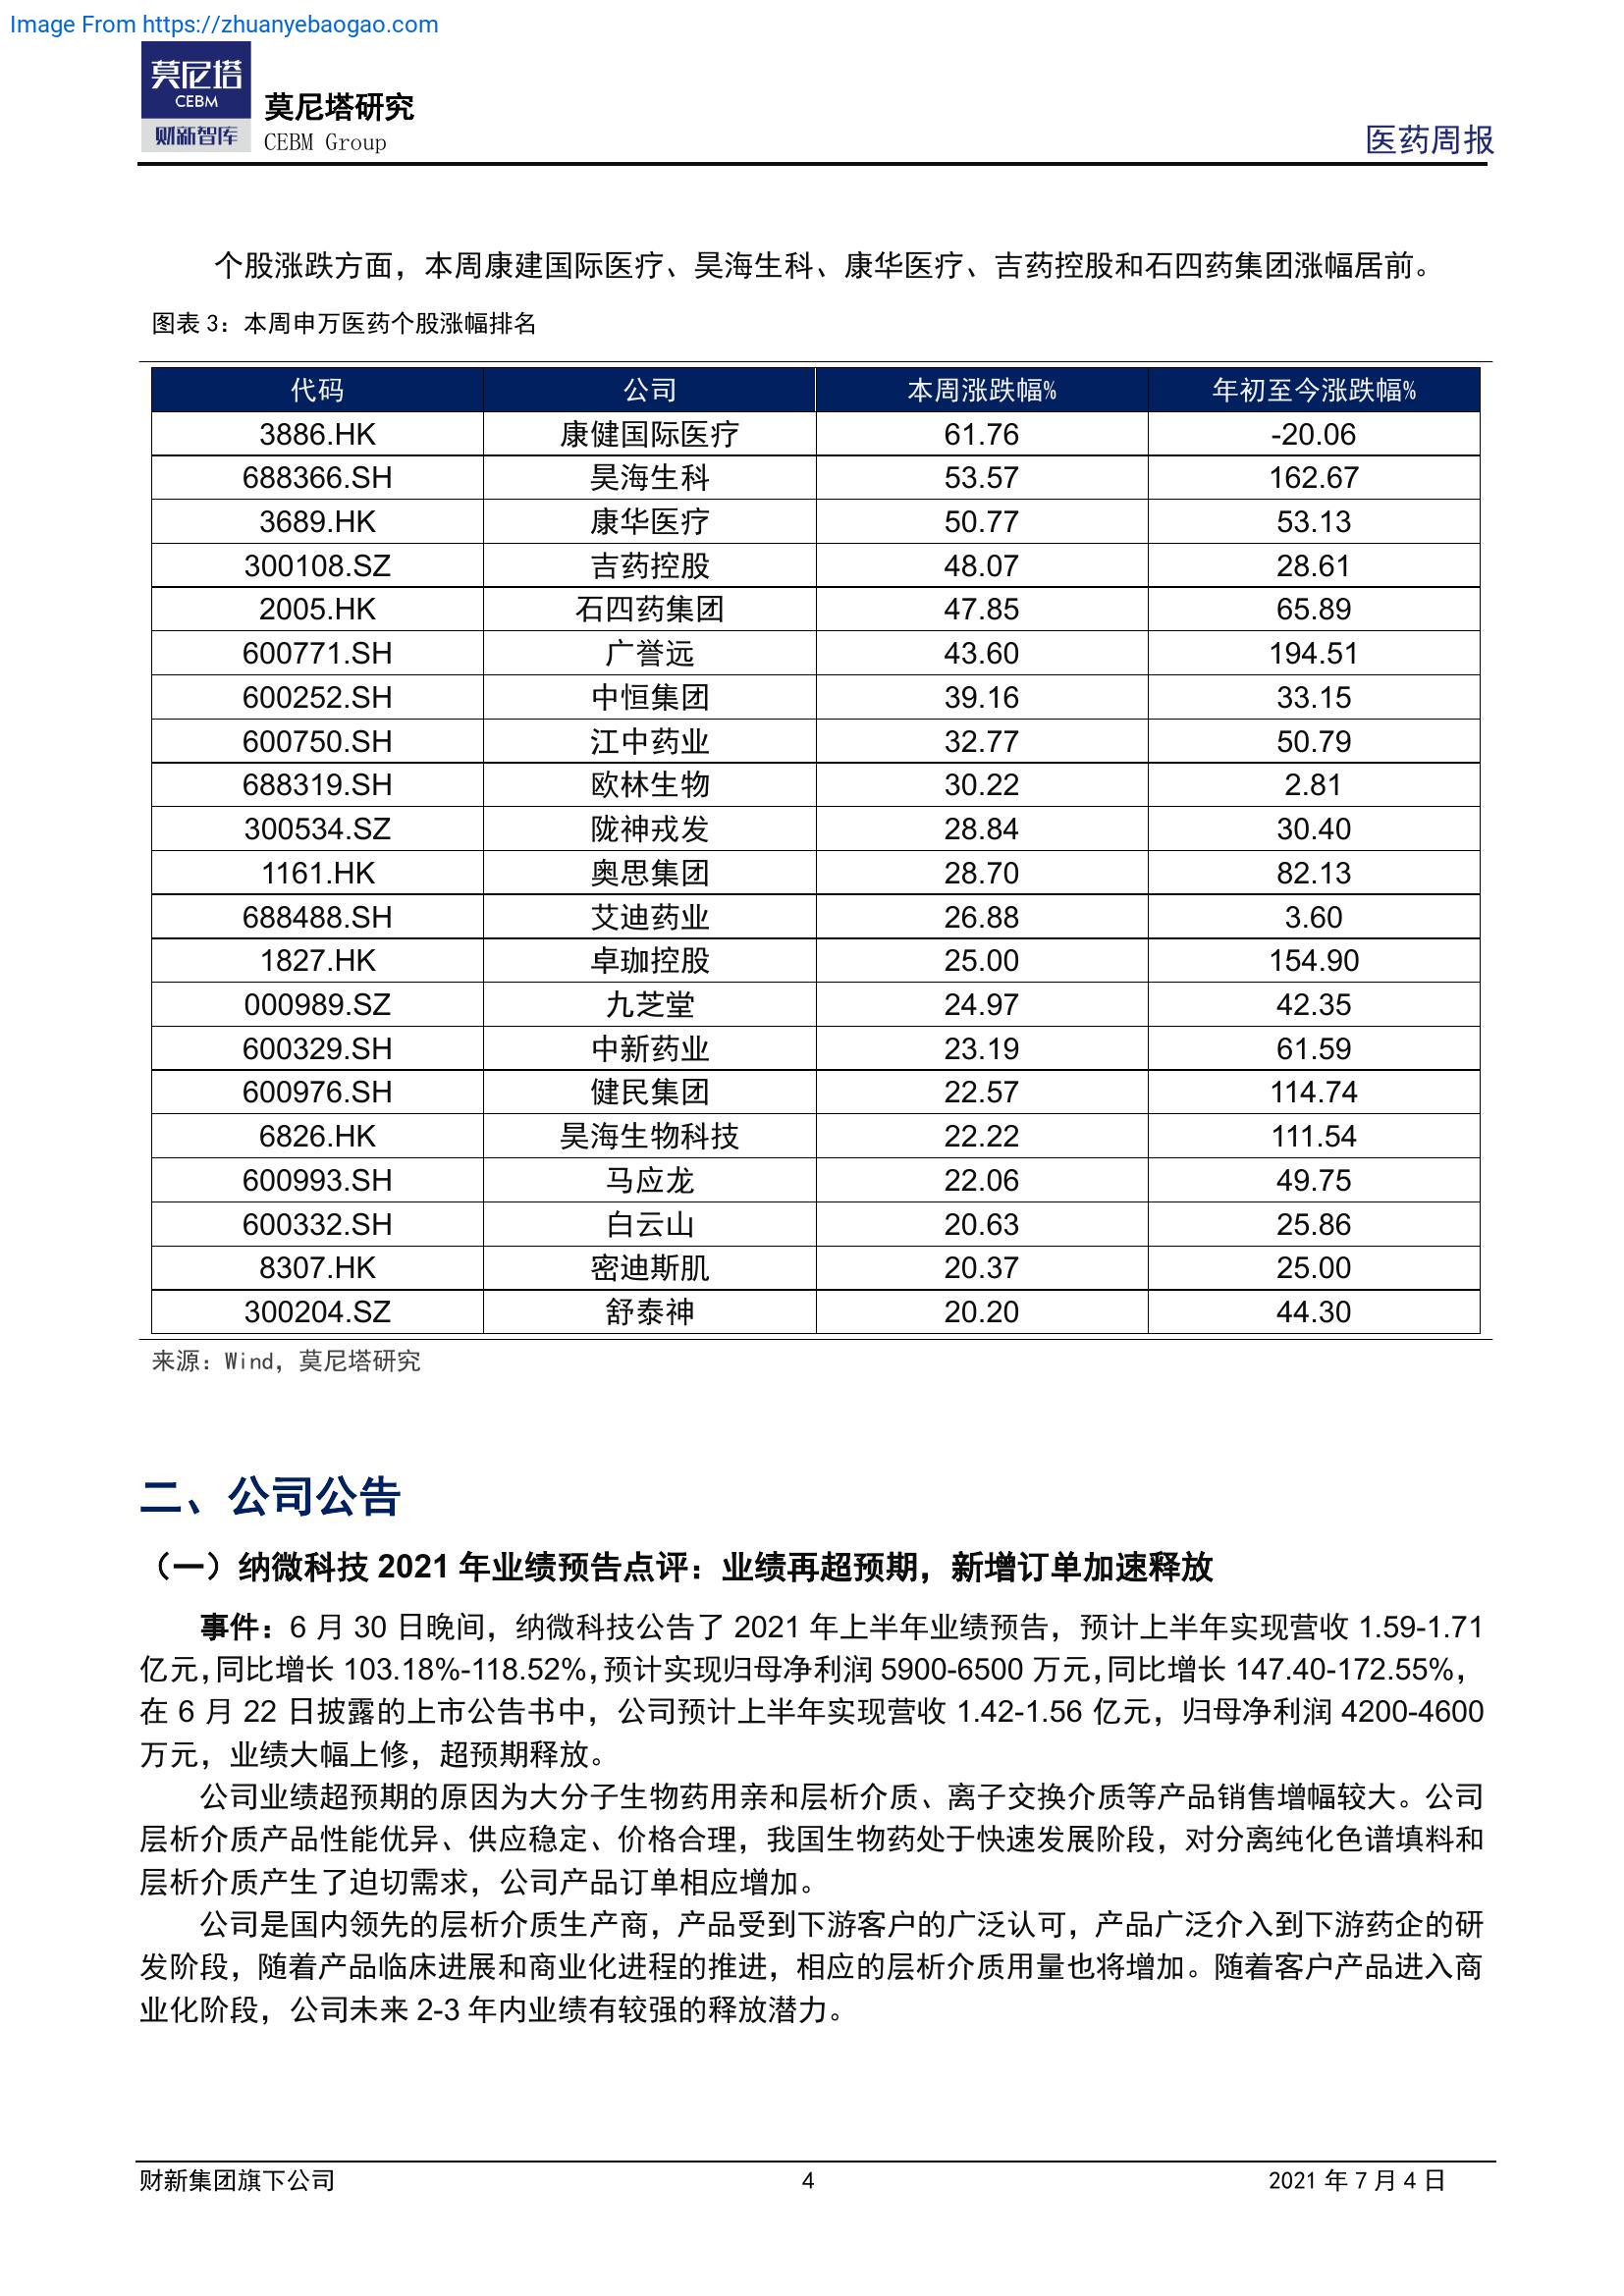 Image From https://zhuanyebaogao.com
莫尼塔
CEBM
财新智库
莫尼塔研究
CEBM Group
医药周报
个股涨跌方面，本周康建国际医疗、昊海生科、康华医疗、吉药控股和石四药集团涨幅居前。
图表 3：本周申万医药个股涨幅排名
代码 公司 本周涨跌幅% 年初至今涨跌幅%
3886.HK 康健国际医疗 61.76 -20.06
688366.SH 昊海生科 53.57 162.67
3689.HK 康华医疗 50.77 53.13
300108.SZ 吉药控股 48.07 28.61
2005.HK 石四药集团 47.85 65.89
600771.SH 广誉远 43.60 194.51
600252.SH 中恒集团 39.16 33.15
600750.SH 江中药业 32.77 50.79
688319.SH 欧林生物 30.22 2.81
300534.SZ 陇神戎发 28.84 30.40
1161.HK 奥思集团 28.70 82.13
688488.SH 艾迪药业 26.88 3.60
1827.HK 卓珈控股 25.00 154.90
000989.SZ 九芝堂 24.97 42.35
600329.SH 中新药业 23.19 61.59
600976.SH 健民集团 22.57 114.74
6826.HK 昊海生物科技 22.22 111.54
600993.SH 马应龙 22.06 49.75
600332.SH 白云山 20.63 25.86
8307.HK 密迪斯肌 20.37 25.00
300204.SZ 舒泰神 20.20 44.30
来源：Wind，莫尼塔研究
二、公司公告
（一）纳微科技 2021 年业绩预告点评：业绩再超预期，新增订单加速释放
事件：6 月 30 日晚间，纳微科技公告了 2021 年上半年业绩预告，预计上半年实现营收 1.59-1.71
亿元，同比增长 103.18%-118.52%，预计实现归母净利润 5900-6500 万元，同比增长 147.40-172.55%，
在 6 月 22 日披露的上市公告书中，公司预计上半年实现营收 1.42-1.56 亿元，归母净利润 4200-4600
万元，业绩大幅上修，超预期释放。
公司业绩超预期的原因为大分子生物药用亲和层析介质、离子交换介质等产品销售增幅较大。公司
层析介质产品性能优异、供应稳定、价格合理，我国生物药处于快速发展阶段，对分离纯化色谱填料和
层析介质产生了迫切需求，公司产品订单相应增加。
公司是国内领先的层析介质生产商，产品受到下游客户的广泛认可，产品广泛介入到下游药企的研
发阶段，随着产品临床进展和商业化进程的推进，相应的层析介质用量也将增加。随着客户产品进入商
业化阶段，公司未来 2-3 年内业绩有较强的释放潜力。
财新集团旗下公司 4 2021 年 7 月 4 日